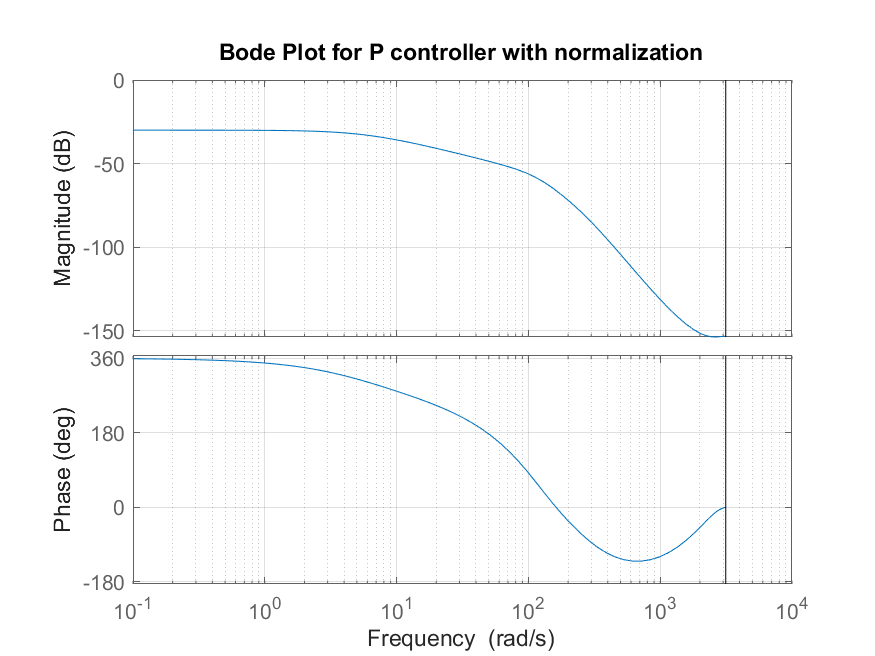 Bode Plot for P controller with normalization
0
-50
-100
-150
Magnitude (dB)
360
180
0
-180
Phase (deg)
10^-1 10^0 10^1 10^2 10^3 10^4
Frequency (rad/s)